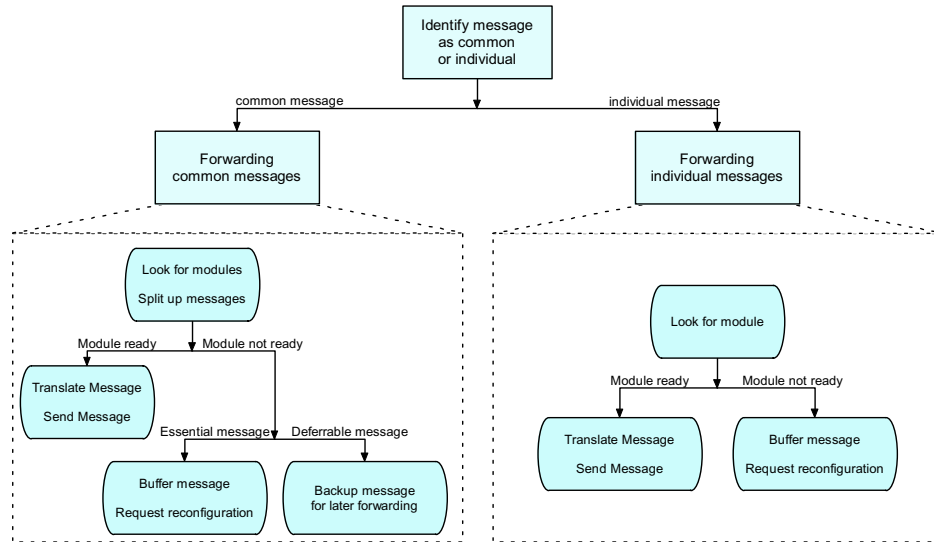 Identify message
as common
or individual
common message
individual message
Forwarding
common messages
Forwarding
individual messages
Look for modules
Split up messages
Module ready
Module not ready
Translate Message
Send Message
Essential message
Deferrable message
Buffer message
Request reconfiguration
Backup message
for later forwarding
Look for module
Module ready
Module not ready
Translate Message
Send Message
Buffer message
Request reconfiguration